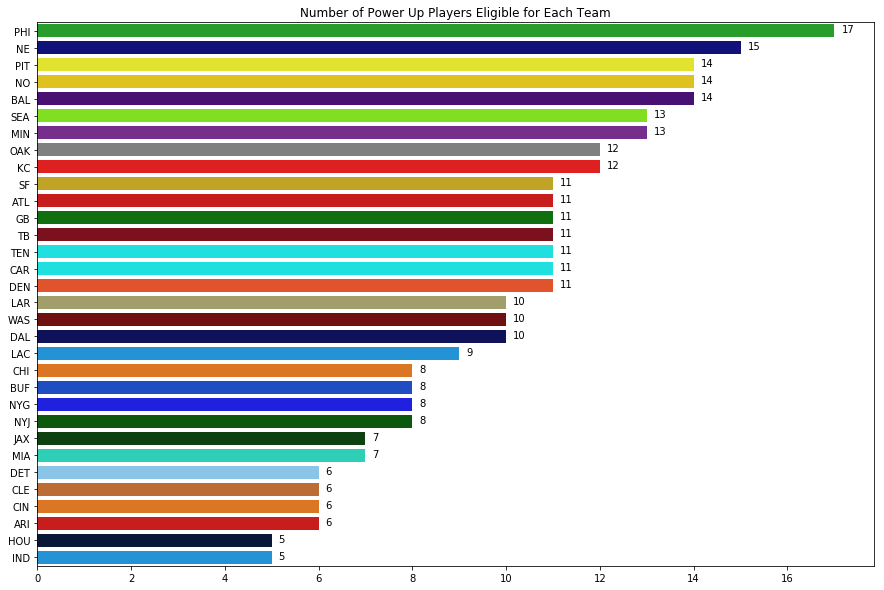 Number of Power Up Players Eligible for Each Team
PHI 17
NE 15
PIT 14
NO 14
BAL 14
SEA 13
MIN 13
OAK 12
KC 12
SF 11
ATL 11
GB 11
TB 11
TEN 11
CAR 11
DEN 11
LAR 10
WAS 10
DAL 10
LAC 9
CHI 8
BUF 8
NYG 8
NYJ 8
JAX 7
MIA 7
DET 6
CLE 6
CIN 6
ARI 6
HOU 5
IND 5
0 2 4 6 8 10 12 14 16